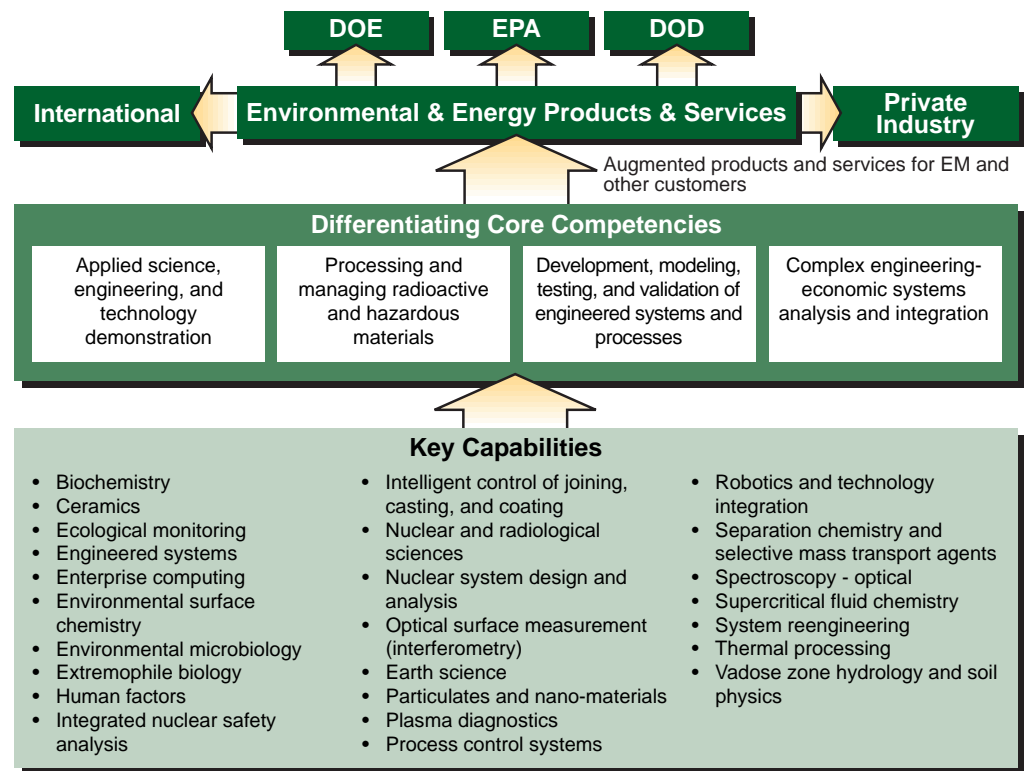 DOE
EPA
DOD
International
Environmental & Energy Products & Services
Private
Industry
Augmented products and services for EM and
other customers
Differentiating Core Competencies
Applied science,
engineering, and
technology
demonstration
Processing and
managing radioactive
and hazardous
materials
Development, modeling,
testing, and validation of
engineered systems and
processes
Complex engineering-
economic systems
analysis and integration
Key Capabilities
• Biochemistry
• Ceramics
• Ecological monitoring
• Engineered systems
• Enterprise computing
• Environmental surface
chemistry
• Environmental microbiology
• Extremophile biology
• Human factors
• Integrated nuclear safety
analysis
• Intelligent control of joining,
casting, and coating
• Nuclear and radiological
sciences
• Nuclear system design and
analysis
• Optical surface measurement
(interferometry)
• Earth science
• Particulates and nano-materials
• Plasma diagnostics
• Process control systems
• Robotics and technology
integration
• Separation chemistry and
selective mass transport agents
• Spectroscopy - optical
• Supercritical fluid chemistry
• System reengineering
• Thermal processing
• Vadose zone hydrology and soil
physics